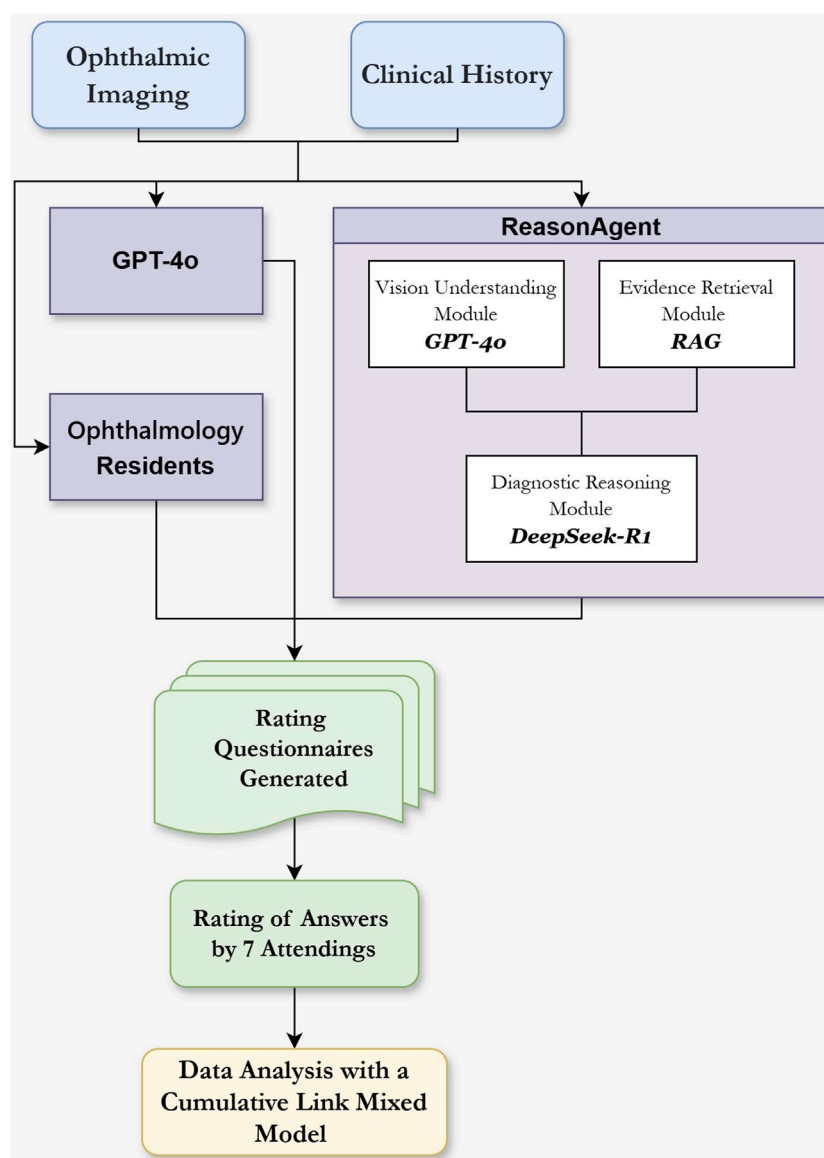 Ophthalmic
Imaging
Clinical History
GPT-4o
ReasonAgent
Vision Understanding
Module
GPT-4o
Evidence Retrieval
Module
RAG
Ophthalmology
Residents
Diagnostic Reasoning
Module
DeepSeek-R1
Rating
Questionnaires
Generated
Rating of Answers
by 7 Attendings
Data Analysis with a
Cumulative Link Mixed
Model